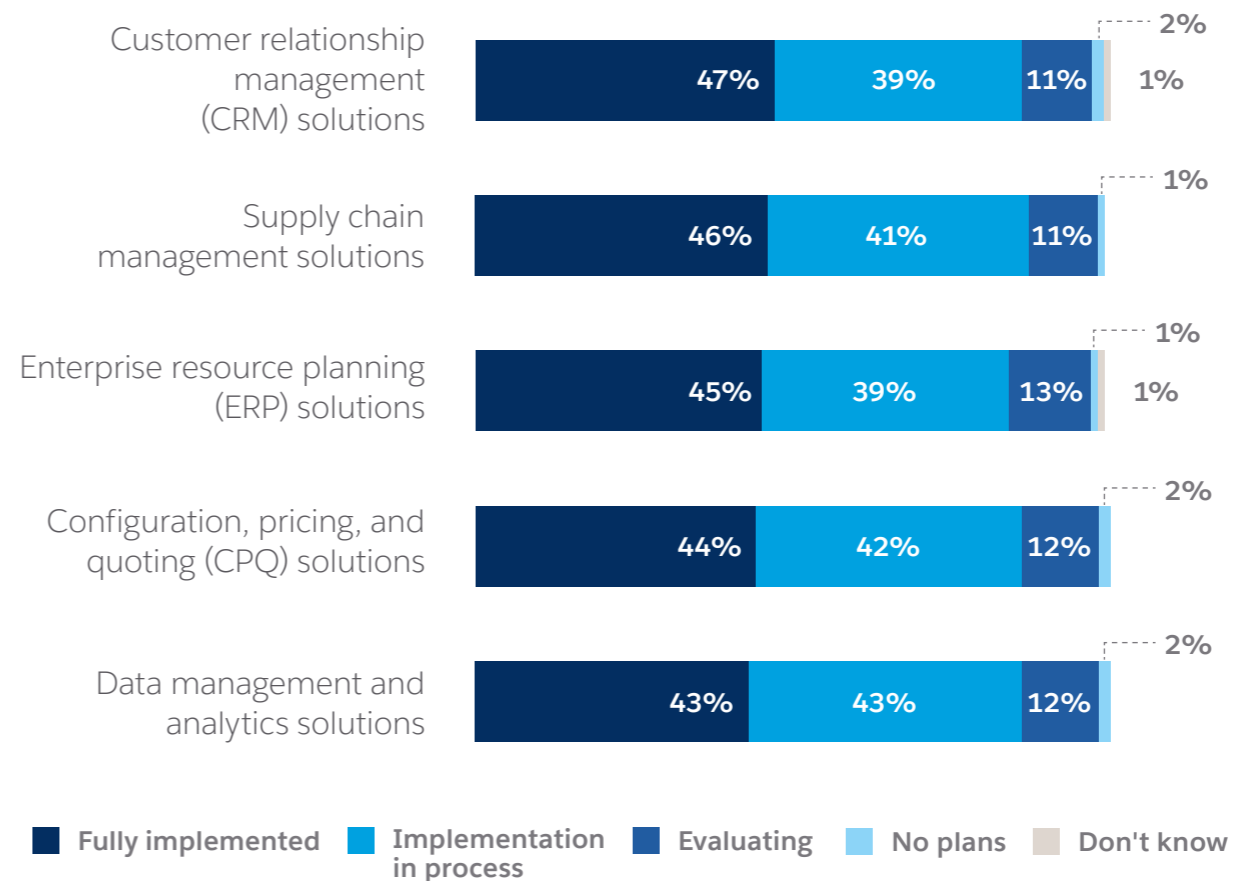 2%
Customer relationship
management
(CRM) solutions
47% 39% 11% 1%
1%
Supply chain
management solutions
46% 41% 11%
1%
Enterprise resource planning
(ERP) solutions
45% 39% 13% 1%
2%
Configuration, pricing, and
quoting (CPQ) solutions
44% 42% 12%
2%
Data management and
analytics solutions
43% 43% 12%
Fully implemented
Implementation
in process
Evaluating
No plans
Don't know